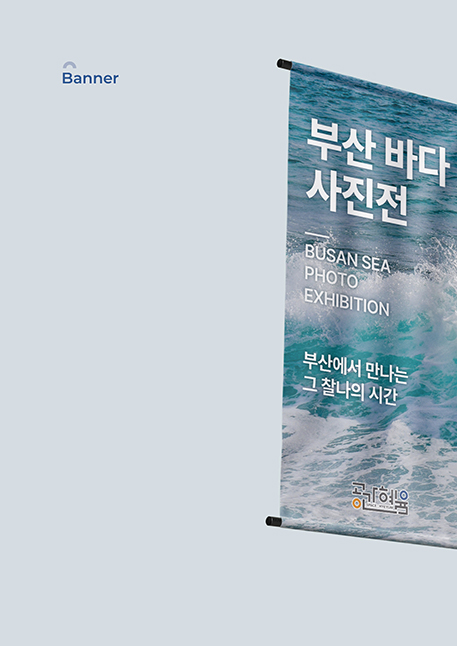 Banner
부산 바다
사진전
BUSAN SEA
PHOTO
EXHIBITION
부산에서 만나는
그 찰나의 시간